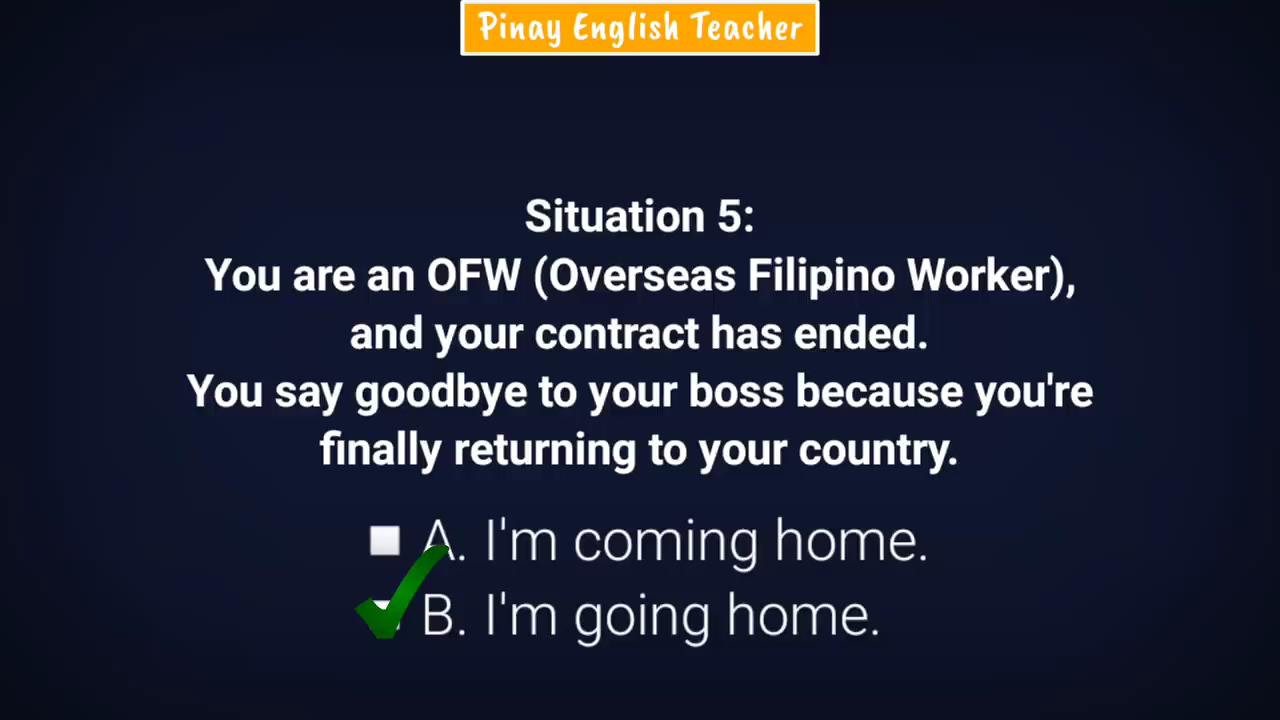 Pinay English Teacher
Situation 5:
You are an OFW (Overseas Filipino Worker),
and your contract has ended.
You say goodbye to your boss because you're
finally returning to your country.
A. I'm coming home.
B. I'm going home.